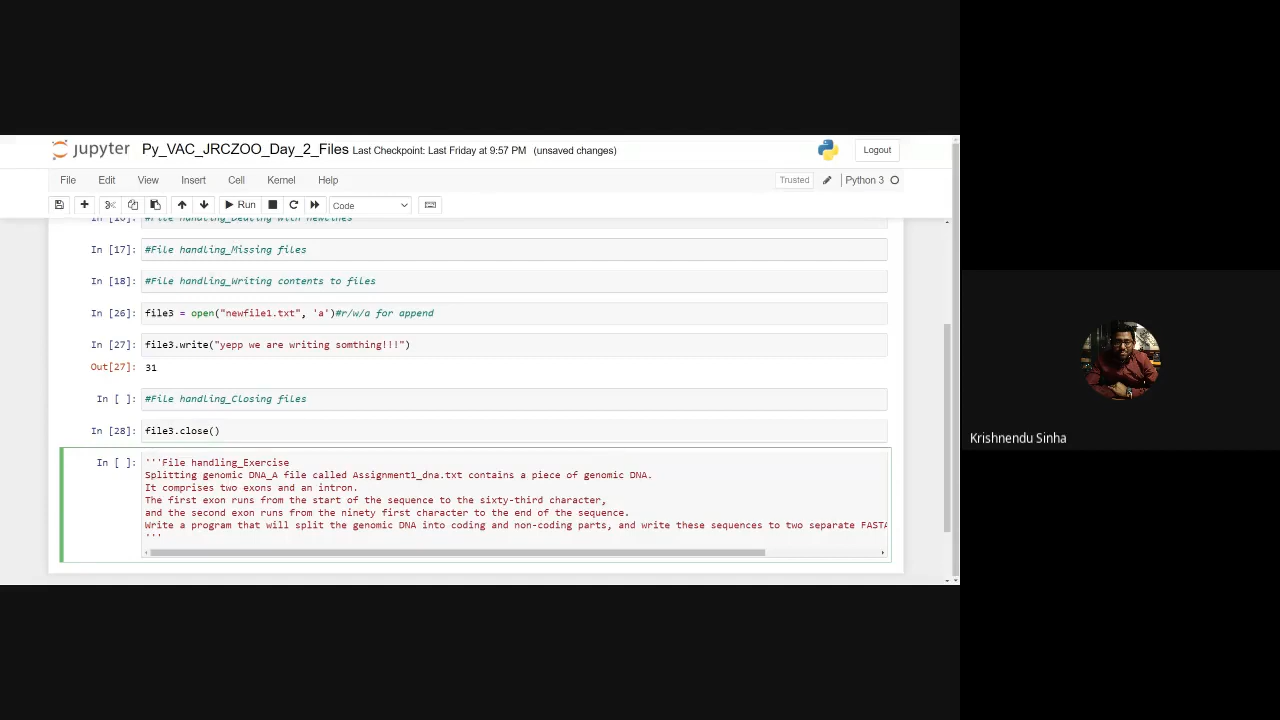 jupyter Py_VAC_JRCZOO_Day_2_Files Last Checkpoint: Last Friday at 9:57 PM (unsaved changes) Logout
File Edit View Insert Cell Kernel Help Trusted Python 3
Run Code
#File handling_Dealing with newlines
In [17]: #File handling_Missing files
In [18]: #File handling_Writing contents to files
In [26]: file3 = open("newfile1.txt", 'a')#r/w/a for append
In [27]: file3.write("yepp we are writing somthing!!!")
Out[27]: 31
In [ ]: #File handling_Closing files
In [28]: file3.close()
In [ ]: '''File handling_Exercise
Splitting genomic DNA_A file called Assignment1_dna.txt contains a piece of genomic DNA.
It comprises two exons and an intron.
The first exon runs from the start of the sequence to the sixty-third character,
and the second exon runs from the ninety first character to the end of the sequence.
Write a program that will split the genomic DNA into coding and non-coding parts, and write these sequences to two separate FASTA
'''
Krishnendu Sinha